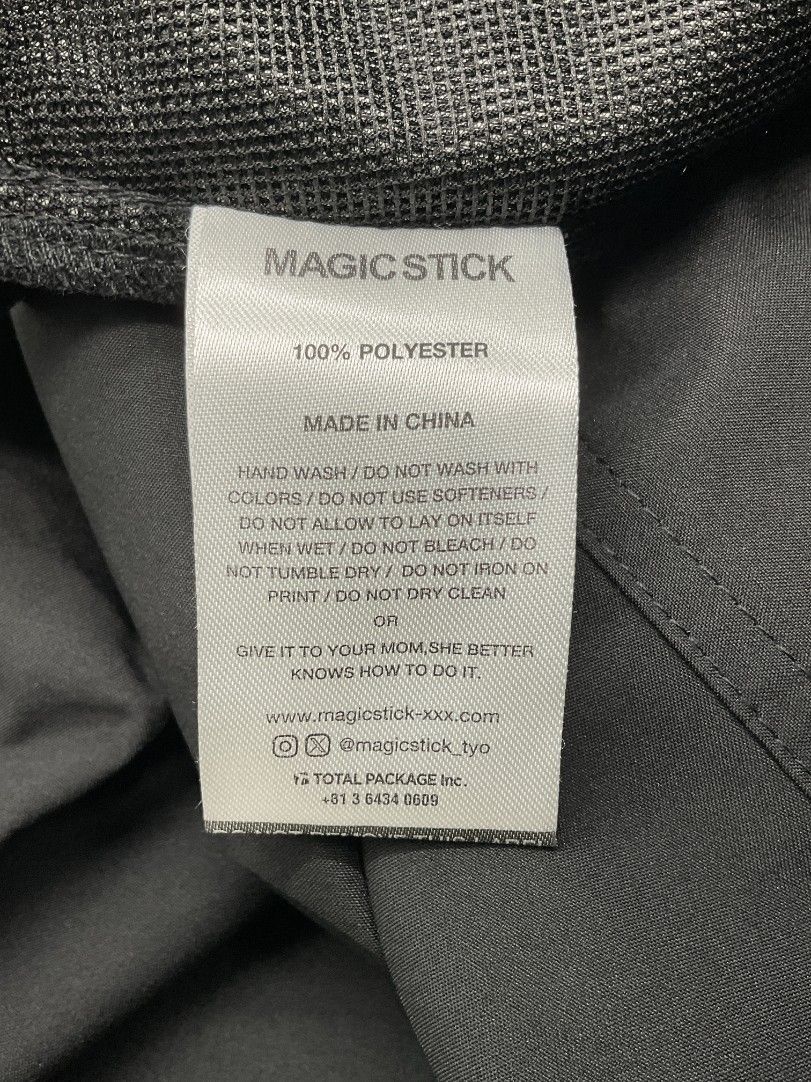 MAGIC STICK
100% POLYESTER
MADE IN CHINA
HAND WASH / DO NOT WASH WITH
COLORS / DO NOT USE SOFTENERS /
DO NOT ALLOW TO LAY ON ITSELF
WHEN WET / DO NOT BLEACH / DO
NOT TUMBLE DRY / DO NOT IRON ON
PRINT / DO NOT DRY CLEAN
OR
GIVE IT TO YOUR MOM,SHE BETTER
KNOWS HOW TO DO IT.
www.magicstick-xxx.com
@magicstick_tyo
TOTAL PACKAGE Inc.
+81 3 6434 0609